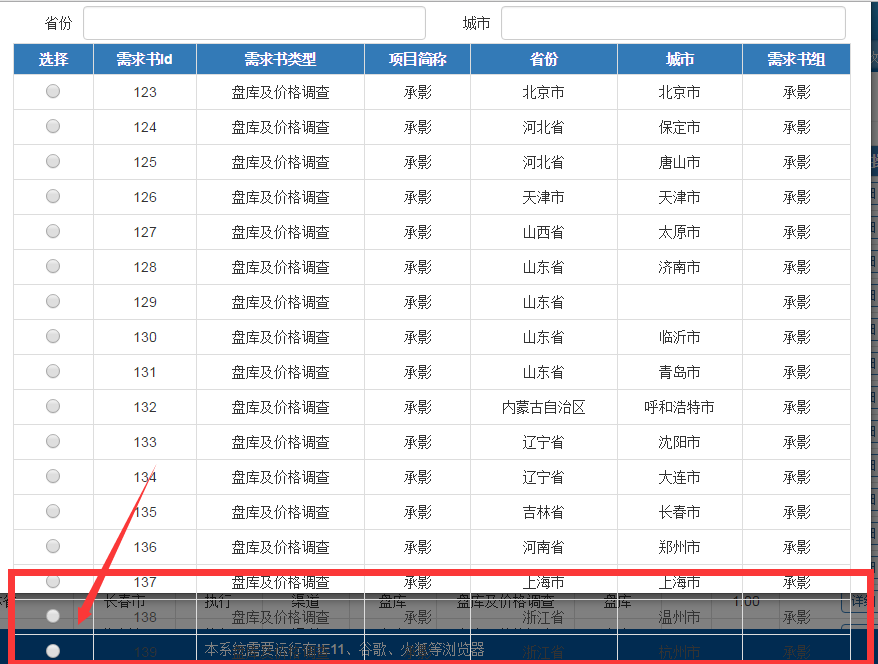 省份 城市
选择 需求书Id 需求书类型 项目简称 省份 城市 需求书组
123 盘库及价格调查 承影 北京市 北京市 承影
124 盘库及价格调查 承影 河北省 保定市 承影
125 盘库及价格调查 承影 河北省 唐山市 承影
126 盘库及价格调查 承影 天津市 天津市 承影
127 盘库及价格调查 承影 山西省 太原市 承影
128 盘库及价格调查 承影 山东省 济南市 承影
129 盘库及价格调查 承影 山东省 承影
130 盘库及价格调查 承影 山东省 临沂市 承影
131 盘库及价格调查 承影 山东省 青岛市 承影
132 盘库及价格调查 承影 内蒙古自治区 呼和浩特市 承影
133 盘库及价格调查 承影 辽宁省 沈阳市 承影
134 盘库及价格调查 承影 辽宁省 大连市 承影
135 盘库及价格调查 承影 吉林省 长春市 承影
136 盘库及价格调查 承影 河南省 郑州市 承影
137 盘库及价格调查 承影 上海市 上海市 承影
长春市 执行 渠道 盘库 盘库及价格调查 盘库 1:00 详细
138 盘库及价格调查 承影 浙江省 温州市 承影
本系统需要运行在IE11、谷歌、火狐等浏览器
139 浙江省 杭州市 承影